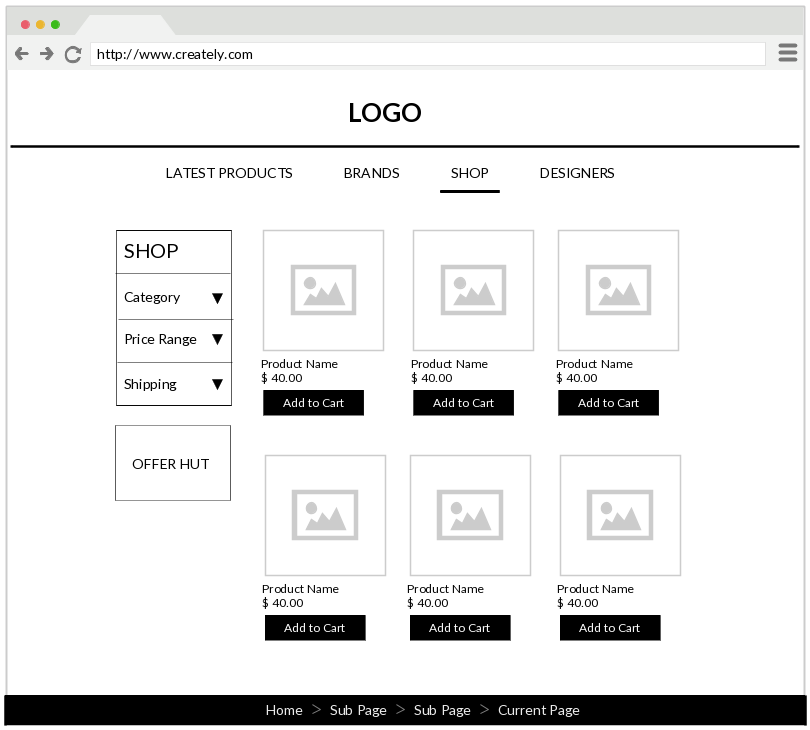 http://www.creately.com
LOGO
LATEST PRODUCTS BRANDS SHOP DESIGNERS
SHOP
Category ▼
Price Range ▼
Shipping ▼
OFFER HUT
Product Name Product Name Product Name
$ 40.00 $ 40.00 $ 40.00
Add to Cart Add to Cart Add to Cart
Product Name Product Name Product Name
$ 40.00 $ 40.00 $ 40.00
Add to Cart Add to Cart Add to Cart
Home > Sub Page > Sub Page > Current Page